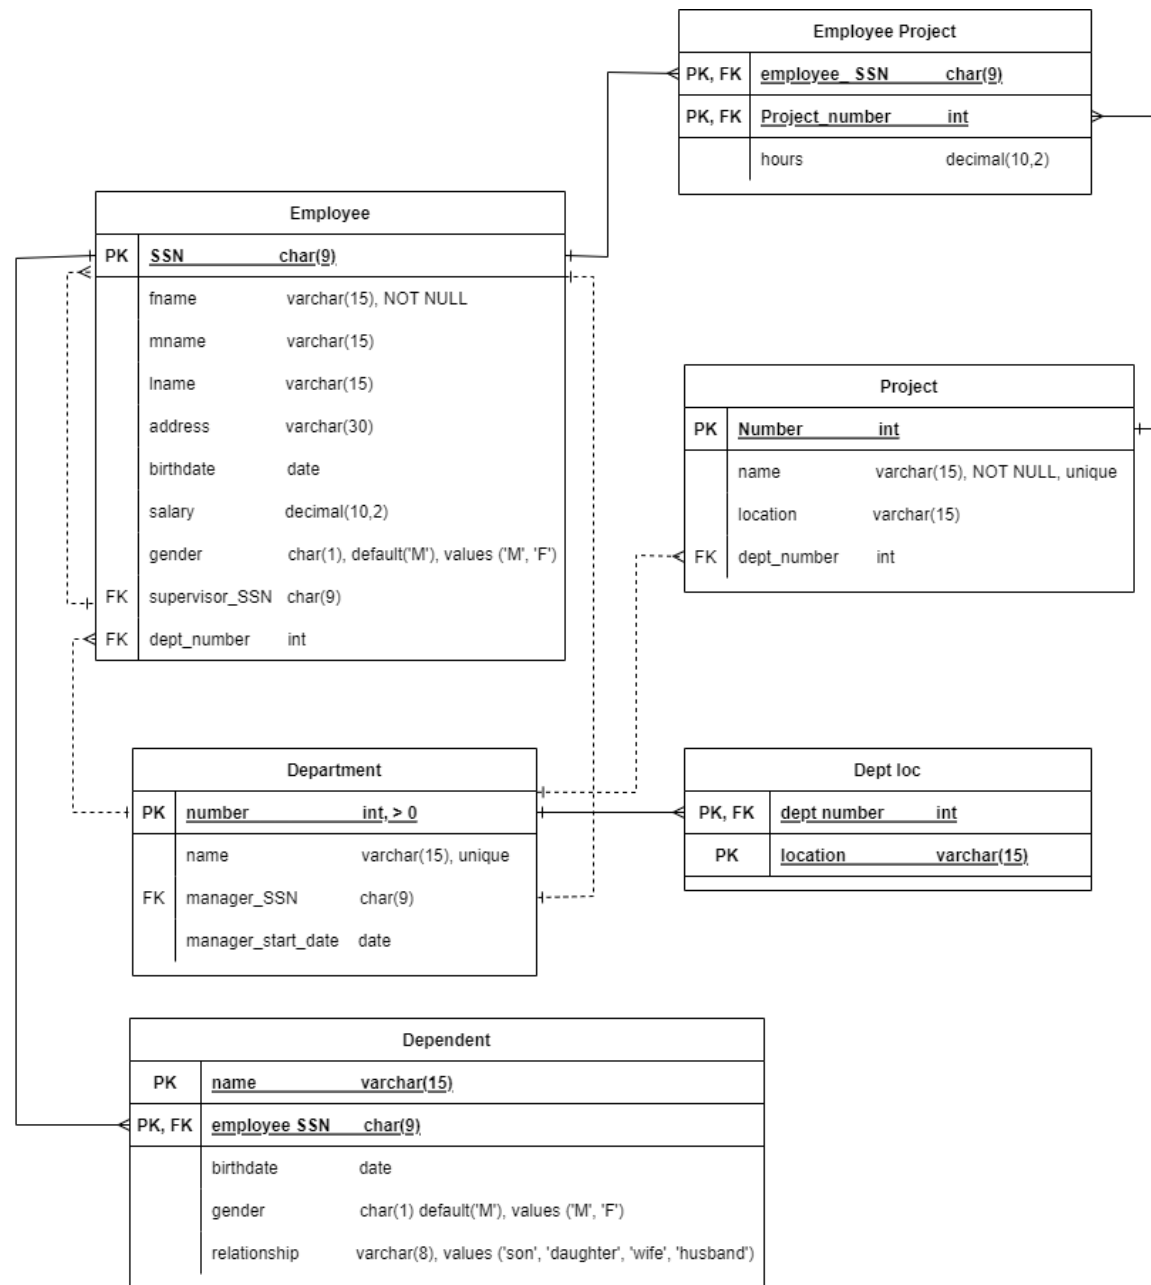 Employee Project
PK, FK employee_ SSN char(9)
PK, FK Project_number int
hours decimal(10,2)
Employee
PK SSN char(9)
fname varchar(15), NOT NULL
mname varchar(15)
lname varchar(15)
address varchar(30)
birthdate date
salary decimal(10,2)
gender char(1), default('M'), values ('M', 'F')
FK supervisor_SSN char(9)
FK dept_number int
Project
PK Number int
name varchar(15), NOT NULL, unique
location varchar(15)
FK dept_number int
Department
PK number int, > 0
name varchar(15), unique
FK manager_SSN char(9)
manager_start_date date
Dept loc
PK, FK dept number int
PK location varchar(15)
Dependent
PK name varchar(15)
PK, FK employee SSN char(9)
birthdate date
gender char(1) default('M'), values ('M', 'F')
relationship varchar(8), values ('son', 'daughter', 'wife', 'husband')